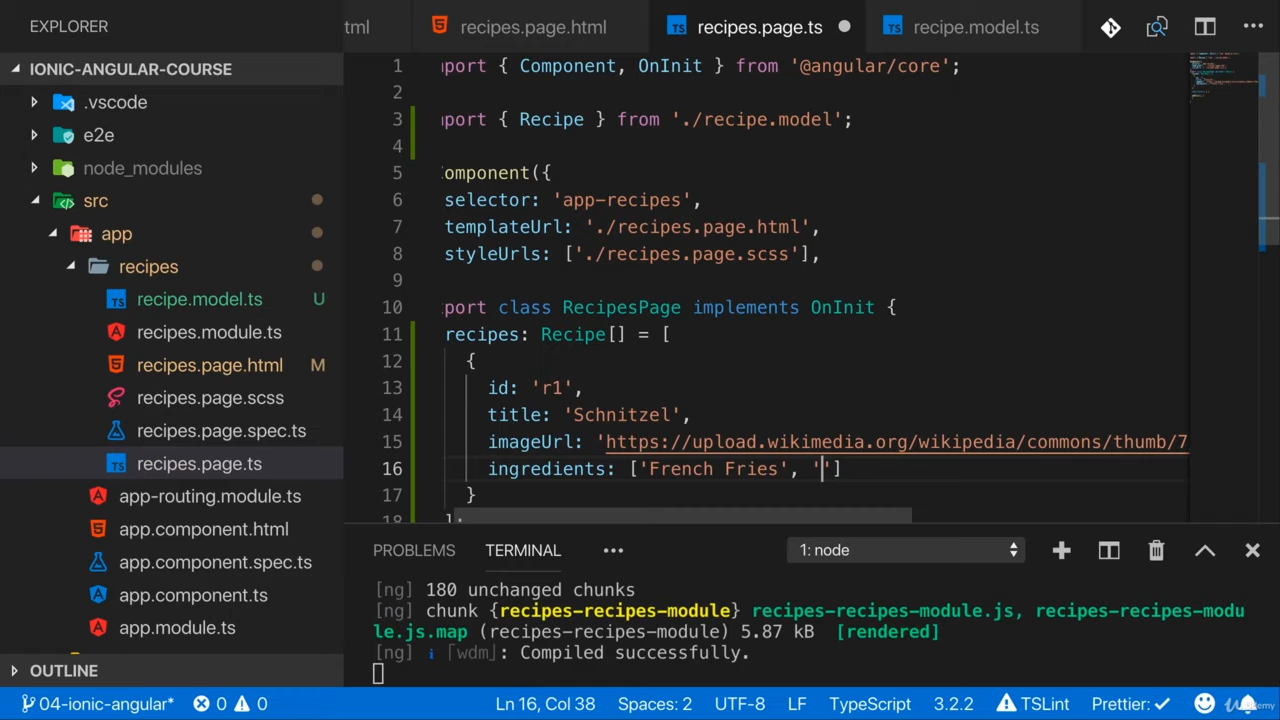 EXPLORER
tml
recipes.page.html
recipes.page.ts
recipe.model.ts
IONIC-ANGULAR-COURSE
.vscode
e2e
node_modules
src
app
recipes
recipe.model.ts U
recipes.module.ts
recipes.page.html M
recipes.page.scss
recipes.page.spec.ts
recipes.page.ts
app-routing.module.ts
app.component.html
app.component.spec.ts
app.component.ts
app.module.ts
OUTLINE
1 port { Component, OnInit } from '@angular/core';
2
3 port { Recipe } from './recipe.model';
4
5 omponent({
6 selector: 'app-recipes',
7 templateUrl: './recipes.page.html',
8 styleUrls: ['./recipes.page.scss'],
9
10 port class RecipesPage implements OnInit {
11 recipes: Recipe[] = [
12 {
13 id: 'r1',
14 title: 'Schnitzel',
15 imageUrl: 'https://upload.wikimedia.org/wikipedia/commons/thumb/7
16 ingredients: ['French Fries', '']
17 }
18 ];
PROBLEMS TERMINAL ••• 1: node
[ng] 180 unchanged chunks
[ng] chunk {recipes-recipes-module} recipes-recipes-module.js, recipes-recipes-modu
le.js.map (recipes-recipes-module) 5.87 kB [rendered]
[ng] ℹ ｢wdm｣: Compiled successfully.
04-ionic-angular* 0 0 Ln 16, Col 38 Spaces: 2 UTF-8 LF TypeScript 3.2.2 TSLint Prettier: ✓
Udemy